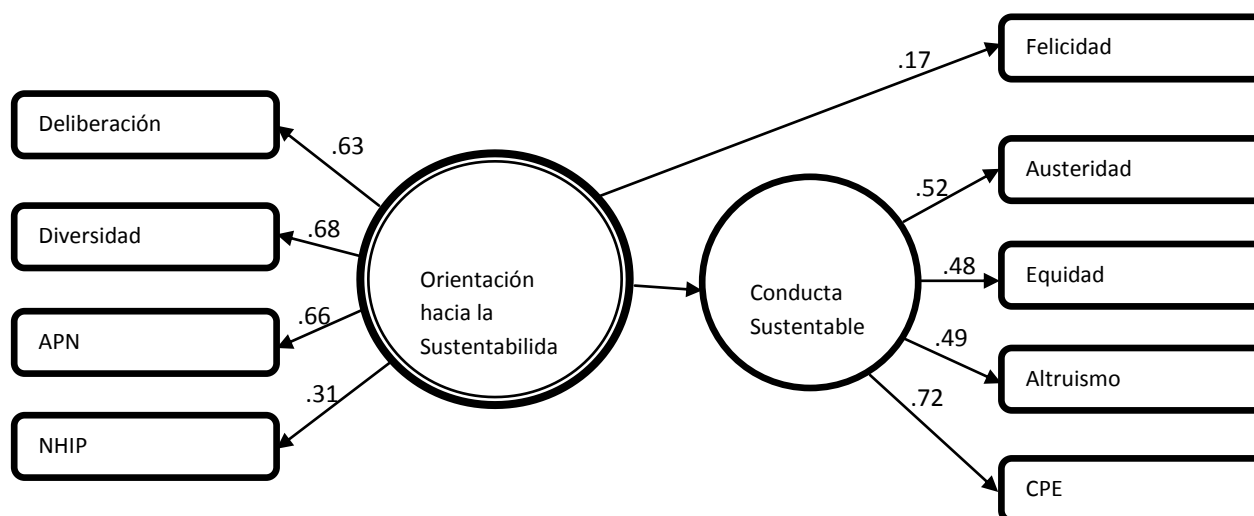 Felicidad
.17
Deliberación
.63
Austeridad
.52
Diversidad
.68
Equidad
.48
Orientación
hacia la
Sustentabilida
Conducta
Sustentable
APN
.66
Altruismo
.49
NHIP
.31
CPE
.72